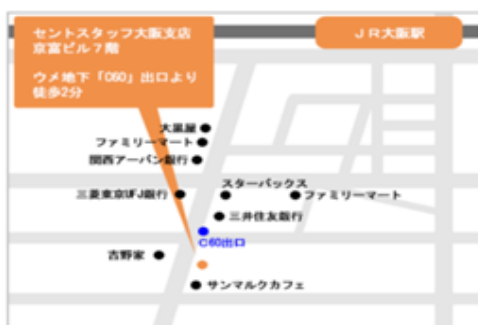 セントスタッフ大阪支店
京富ビル7階
ウメ地下「C60」出口より
徒歩2分
JR大阪駅
大黒屋
ファミリーマート
関西アーバン銀行
三菱東京UFJ銀行
スターバックス
ファミリーマート
三井住友銀行
C60出口
吉野家
サンマルクカフェ